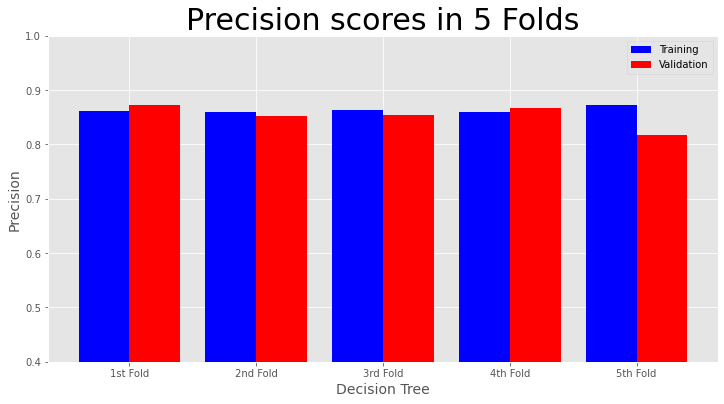 Precision scores in 5 Folds
1.0
0.9
0.8
0.7
0.6
0.5
0.4
Precision
Training
Validation
1st Fold
2nd Fold
3rd Fold
4th Fold
5th Fold
Decision Tree